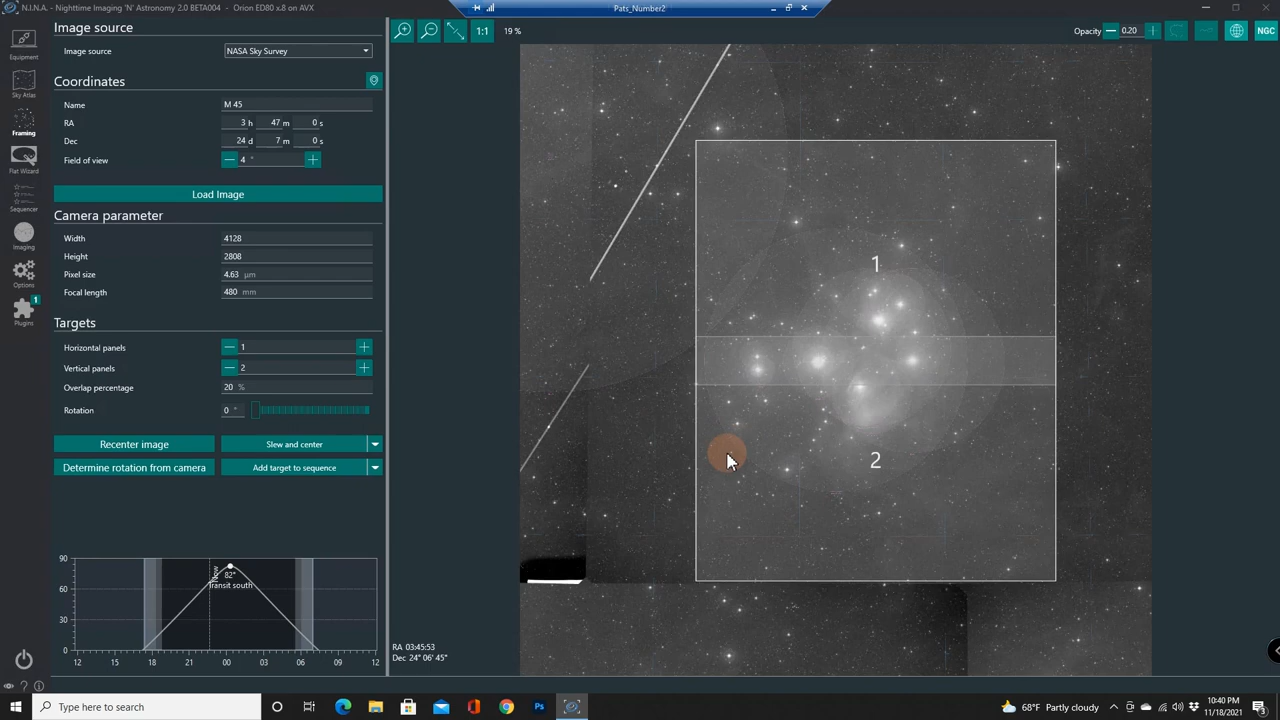 N.I.N.A. - Nighttime Imaging 'N' Astronomy 2.0 BETA004 - Orion ED80 x.8 on AVX
Pats_Number2
Image source
Image source
NASA Sky Survey
Coordinates
Name
M 45
RA
3 h 47 m 0 s
Dec
24 d 7 m 0 s
Field of view
4 °
Load Image
Camera parameter
Width
4128
Height
2808
Pixel size
4.63 µm
Focal length
480 mm
Targets
Horizontal panels
1
Vertical panels
2
Overlap percentage
20 %
Rotation
0 °
Recenter image
Slew and center
Determine rotation from camera
Add target to sequence
90
60
30
0
12 15 18 21 00 03 06 12
Now
82°
Transit south
Equipment
Sky Atlas
Framing
Flat Wizard
Sequencer
Imaging
Options
1
Plugins
1:1
19 %
Opacity
0.20
NGC
1
2
RA 03:45:53
Dec 24° 06' 45"
Type here to search
68°F Partly cloudy
10:40 PM
11/18/2021